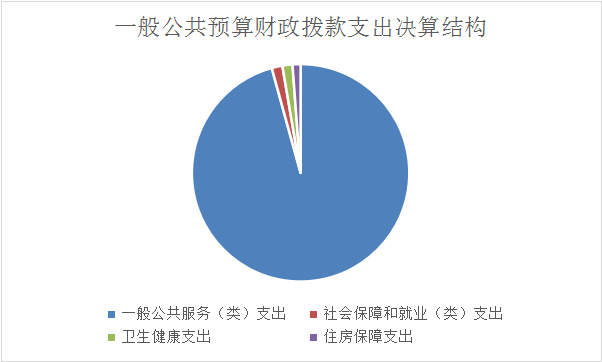 一般公共预算财政拨款支出决算结构
一般公共服务（类）支出
社会保障和就业（类）支出
卫生健康支出
住房保障支出